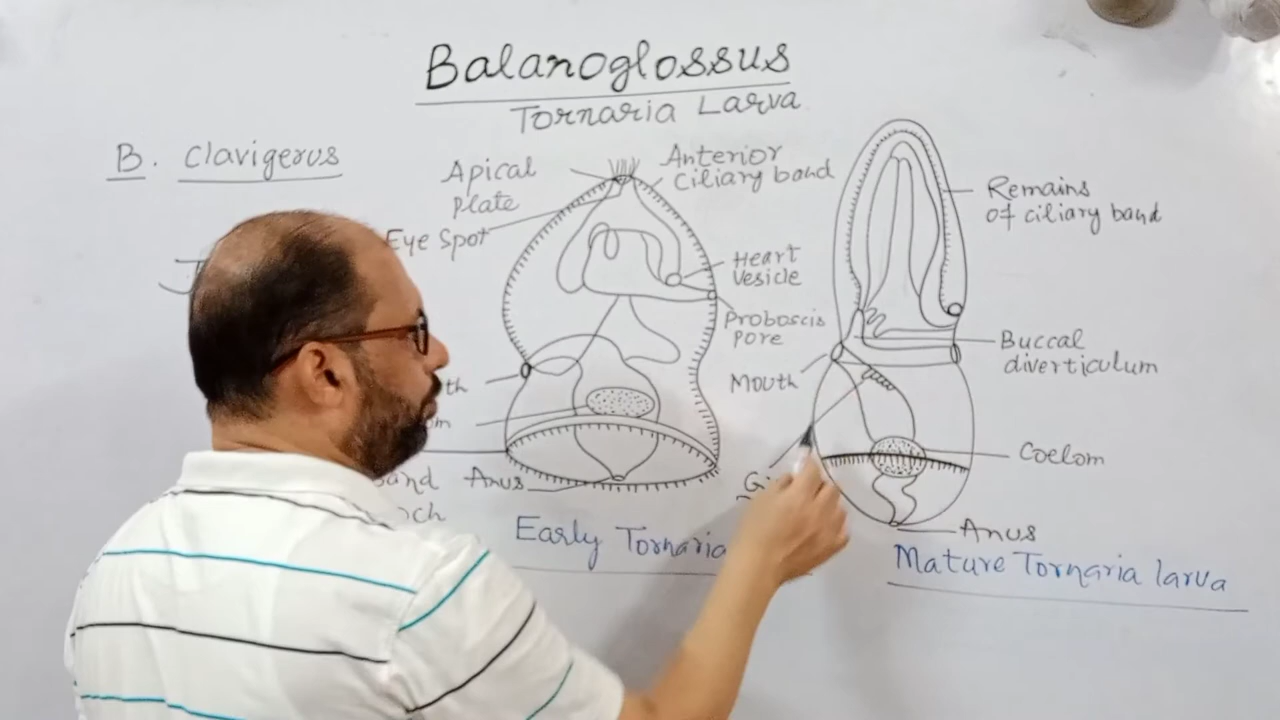 Balanoglossus
Tornaria Larva
B. Clavigerus
Apical
Plate
Eye Spot
Anterior
Ciliary band
Heart
Vesicle
Proboscis
Pore
Mouth
Anus
Early Tornaria
Remains
of ciliary band
Buccal
diverticulum
Coelom
Anus
Mature Tornaria larva